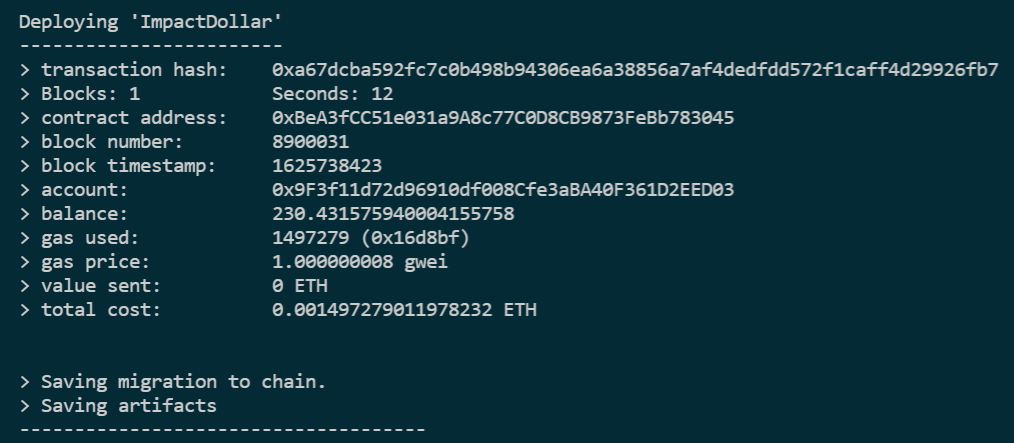 Deploying 'ImpactDollar'
------------------------
> transaction hash:    0xa67dcba592fc7c0b498b94306ea6a38856a7af4dedfdd572f1caff4d29926fb7
> Blocks: 1            Seconds: 12
> contract address:    0xBeA3fCC51e031a9A8c77C0D8CB9873FeBb783045
> block number:        8900031
> block timestamp:     1625738423
> account:             0x9F3f11d72d96910df008Cfe3aBA40F361D2EED03
> balance:             230.431575940004155758
> gas used:            1497279 (0x16d8bf)
> gas price:           1.000000008 gwei
> value sent:          0 ETH
> total cost:          0.001497279011978232 ETH
> Saving migration to chain.
> Saving artifacts
-------------------------------------